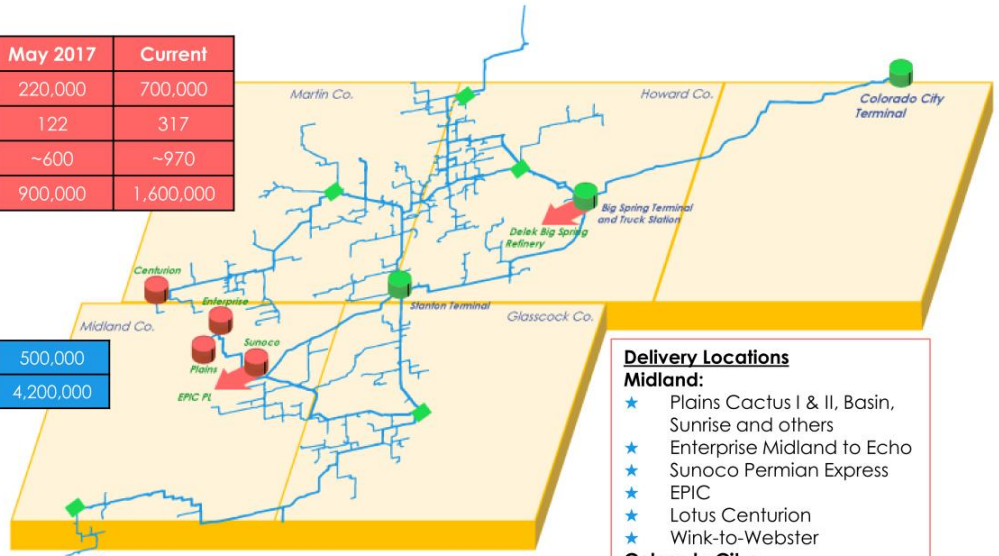 May 2017 Current
220,000 700,000
122 317
~600 ~970
900,000 1,600,000
Martin Co.
Howard Co.
Colorado City
Terminal
Big Spring Terminal
and Truck Station
Delek Big Spring
Refinery
Centurion
Enterprise
Stanton Terminal
Midland Co.
Glasscock Co.
Sunoco
Plains
EPIC PL
500,000
4,200,000
Delivery Locations
Midland:
★ Plains Cactus I & II, Basin,
Sunrise and others
★ Enterprise Midland to Echo
★ Sunoco Permian Express
★ EPIC
★ Lotus Centurion
★ Wink-to-Webster